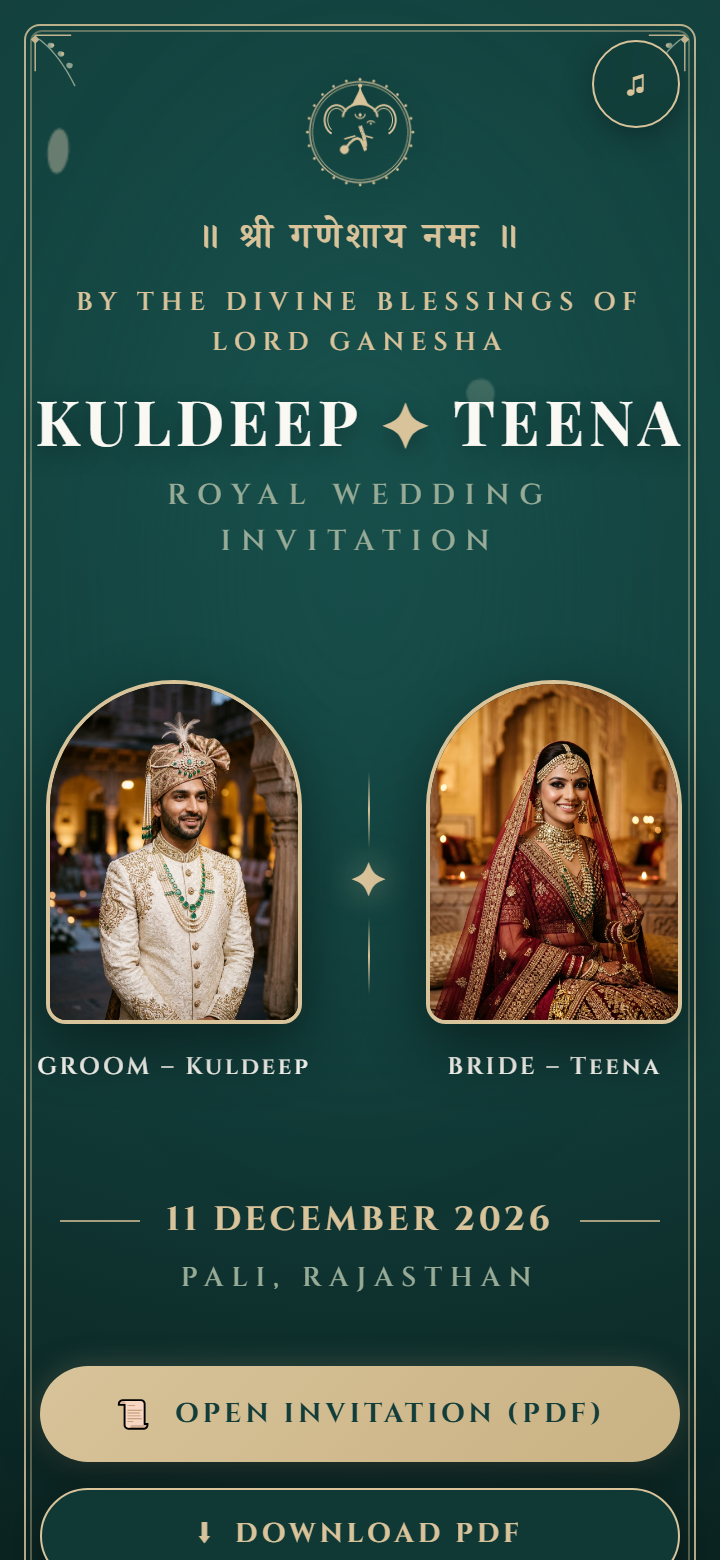 ॥ श्री गणेशाय नमः ॥
BY THE DIVINE BLESSINGS OF
LORD GANESHA
KULDEEP ✦ TEENA
ROYAL WEDDING
INVITATION
GROOM – KULDEEP
BRIDE – TEENA
11 DECEMBER 2026
PALI, RAJASTHAN
OPEN INVITATION (PDF)
⬇ DOWNLOAD PDF